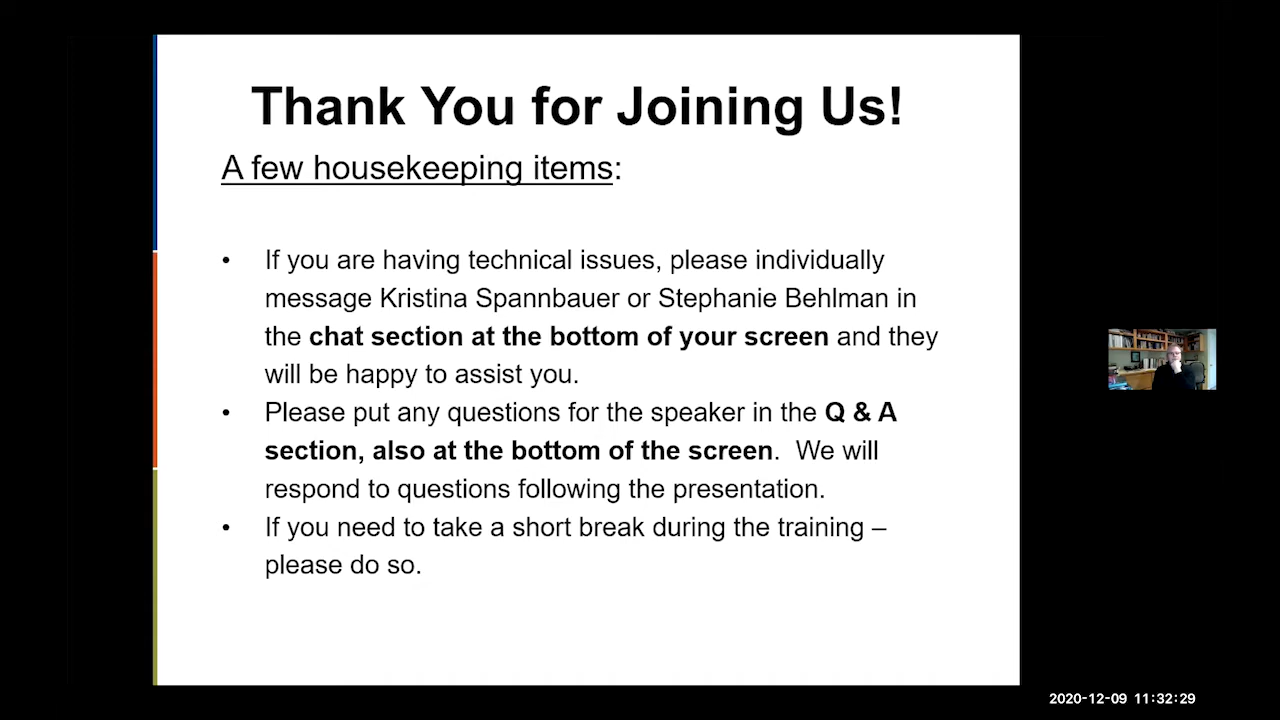 Thank You for Joining Us!
A few housekeeping items:
• If you are having technical issues, please individually
message Kristina Spannbauer or Stephanie Behlman in
the chat section at the bottom of your screen and they
will be happy to assist you.
• Please put any questions for the speaker in the Q & A
section, also at the bottom of the screen.  We will
respond to questions following the presentation.
• If you need to take a short break during the training –
please do so.
2020-12-09 11:32:29